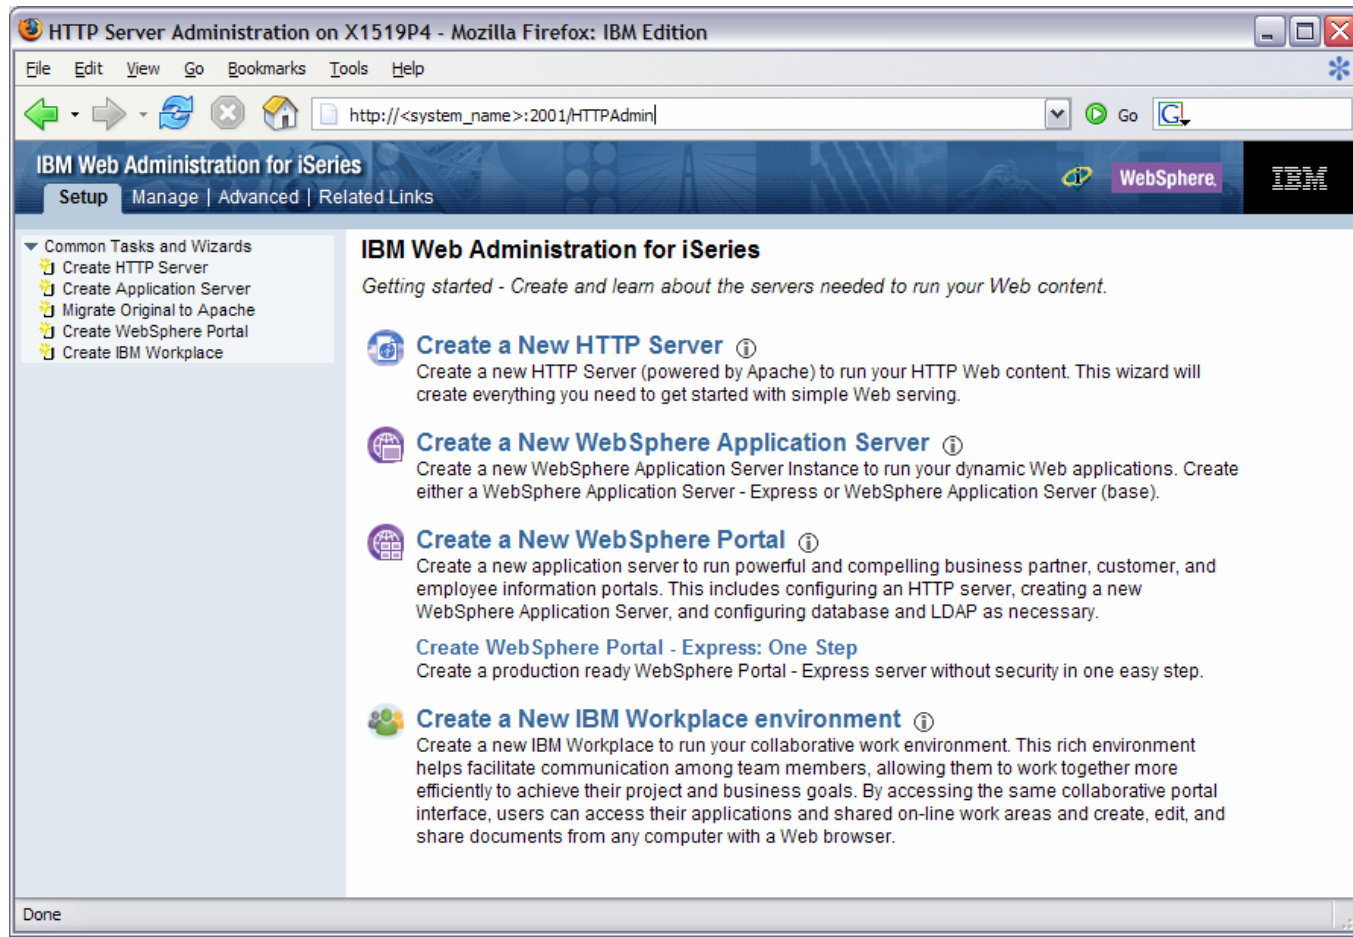 HTTP Server Administration on X1519P4 - Mozilla Firefox: IBM Edition
File Edit View Go Bookmarks Tools Help
http://<system_name>:2001/HTTPAdmin Go G
IBM Web Administration for iSeries
Setup Manage | Advanced | Related Links
WebSphere.
IBM
Common Tasks and Wizards
Create HTTP Server
Create Application Server
Migrate Original to Apache
Create WebSphere Portal
Create IBM Workplace
IBM Web Administration for iSeries
Getting started - Create and learn about the servers needed to run your Web content.
Create a New HTTP Server
Create a new HTTP Server (powered by Apache) to run your HTTP Web content. This wizard will
create everything you need to get started with simple Web serving.
Create a New WebSphere Application Server
Create a new WebSphere Application Server Instance to run your dynamic Web applications. Create
either a WebSphere Application Server - Express or WebSphere Application Server (base).
Create a New WebSphere Portal
Create a new application server to run powerful and compelling business partner, customer, and
employee information portals. This includes configuring an HTTP server, creating a new
WebSphere Application Server, and configuring database and LDAP as necessary.
Create WebSphere Portal - Express: One Step
Create a production ready WebSphere Portal - Express server without security in one easy step.
Create a New IBM Workplace environment
Create a new IBM Workplace to run your collaborative work environment. This rich environment
helps facilitate communication among team members, allowing them to work together more
efficiently to achieve their project and business goals. By accessing the same collaborative portal
interface, users can access their applications and shared on-line work areas and create, edit, and
share documents from any computer with a Web browser.
Done